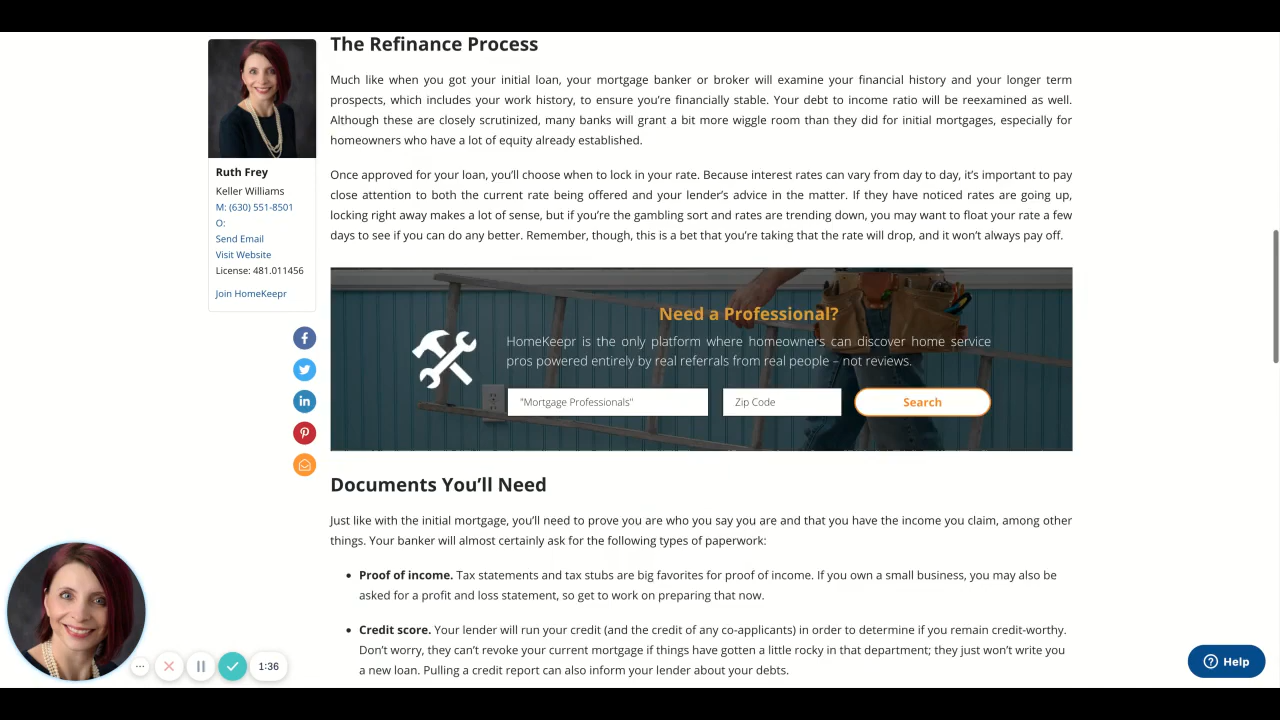 The Refinance Process
Much like when you got your initial loan, your mortgage banker or broker will examine your financial history and your longer term
prospects, which includes your work history, to ensure you're financially stable. Your debt to income ratio will be reexamined as well.
Although these are closely scrutinized, many banks will grant a bit more wiggle room than they did for initial mortgages, especially for
homeowners who have a lot of equity already established.
Once approved for your loan, you'll choose when to lock in your rate. Because interest rates can vary from day to day, it's important to pay
close attention to both the current rate being offered and your lender's advice in the matter. If they have noticed rates are going up,
locking right away makes a lot of sense, but if you're the gambling sort and rates are trending down, you may want to float your rate a few
days to see if you can do any better. Remember, though, this is a bet that you're taking that the rate will drop, and it won't always pay off.
Ruth Frey
Keller Williams
M: (630) 551-8501
O:
Send Email
Visit Website
License: 481.011456
Join HomeKeepr
Need a Professional?
HomeKeepr is the only platform where homeowners can discover home service
pros powered entirely by real referrals from real people – not reviews.
"Mortgage Professionals"
Zip Code
Search
Documents You'll Need
Just like with the initial mortgage, you'll need to prove you are who you say you are and that you have the income you claim, among other
things. Your banker will almost certainly ask for the following types of paperwork:
• Proof of income. Tax statements and tax stubs are big favorites for proof of income. If you own a small business, you may also be
asked for a profit and loss statement, so get to work on preparing that now.
• Credit score. Your lender will run your credit (and the credit of any co-applicants) in order to determine if you remain credit-worthy.
Don't worry, they can't revoke your current mortgage if things have gotten a little rocky in that department; they just won't write you
a new loan. Pulling a credit report can also inform your lender about your debts.
1:36
Help